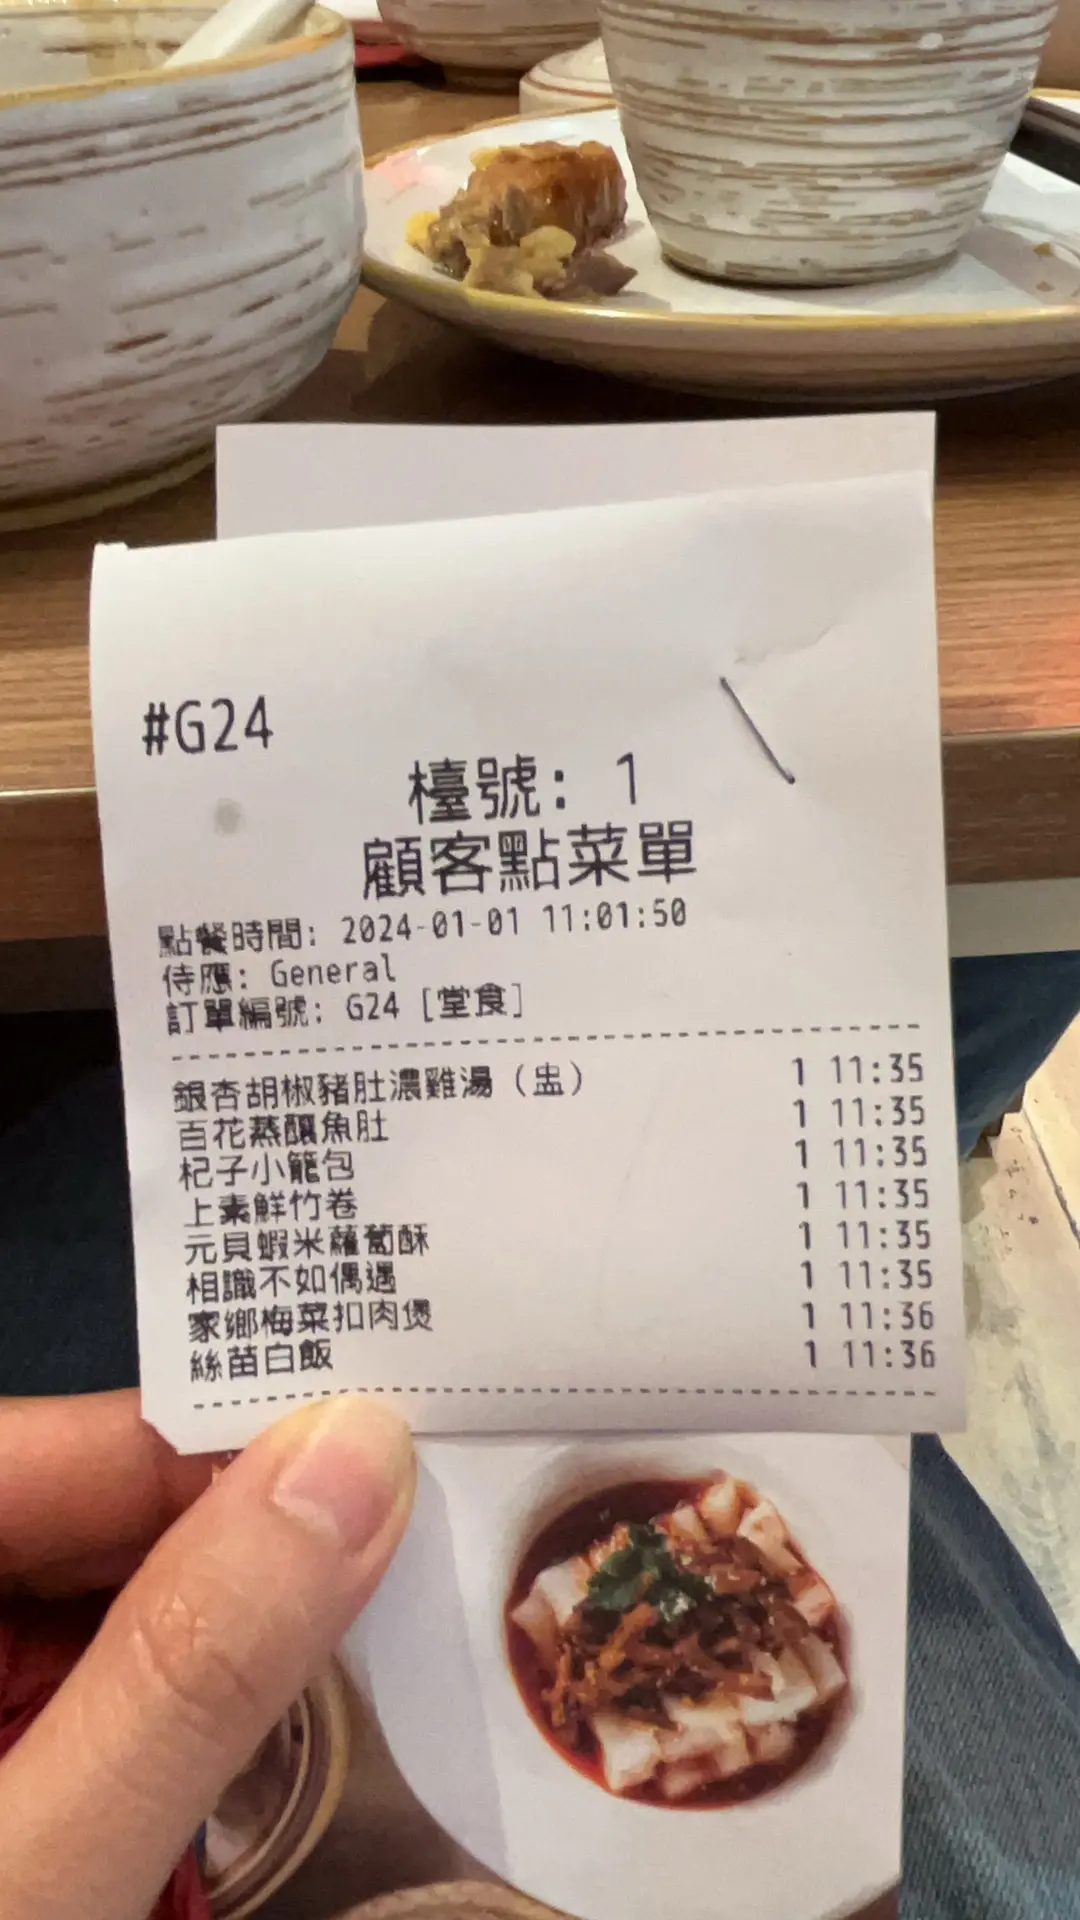 #G24
檯號: 1
顧客點菜單
點餐時間: 2024-01-01 11:01:50
侍應: General
訂單編號: G24 [堂食]
銀杏胡椒豬肚濃雞湯 (盅) 1 11:35
百花蒸釀魚肚 1 11:35
杞子小籠包 1 11:35
上素鮮竹卷 1 11:35
元貝蝦米蘿蔔酥 1 11:35
相識不如偶遇 1 11:35
家鄉梅菜扣肉煲 1 11:36
絲苗白飯 1 11:36